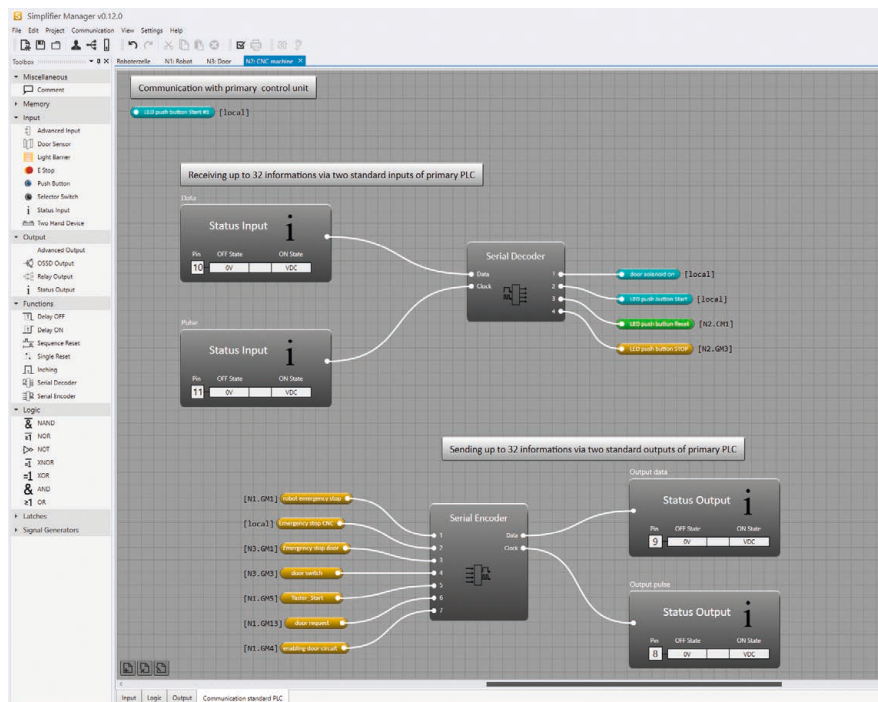 Simplifier Manager v0.12.0
File Edit Project Communication View Settings Help
Toolbox
Roboterzelle N1: Robot N3: Door N2: CNC machine
Miscellaneous
Comment
Memory
Input
Advanced Input
Door Sensor
Light Barrier
E Stop
Push Button
Selector Switch
Status Input
Two Hand Device
Output
Advanced Output
OSSD Output
Relay Output
Status Output
Functions
Delay OFF
Delay ON
Sequence Reset
Single Reset
Inching
Serial Decoder
Serial Encoder
Logic
NAND
NOR
NOT
XNOR
XOR
AND
OR
Latches
Signal Generators
Communication with primary control unit
LED push button Start #1 [local]
Receiving up to 32 informations via two standard inputs of primary PLC
Data
Status Input
Pin OFF State ON State
10 0V VDC
Pulse
Status Input
Pin OFF State ON State
11 0V VDC
Serial Decoder
Data 1
Clock 2
3
4
door solenoid on [local]
LED push button Start [local]
LED push button Reset [N2.CM1]
LED push button STOP [N2.GM3]
Sending up to 32 informations via two standard outputs of primary PLC
[N1.GM1] robot emergency stop
[local] Emergency stop CNC
[N3.GM1] Emergency stop door
[N3.GM3] door switch
[N1.GM5] Taster_Start
[N1.GM13] door request
[N1.GM4] enabling door circuit
Serial Encoder
1 Data
2 Clock
3
4
5
6
7
Output data
Status Output
Pin OFF State ON State
9 0V VDC
Output pulse
Status Output
Pin OFF State ON State
8 0V VDC
Input Logic Output Communication standard PLC